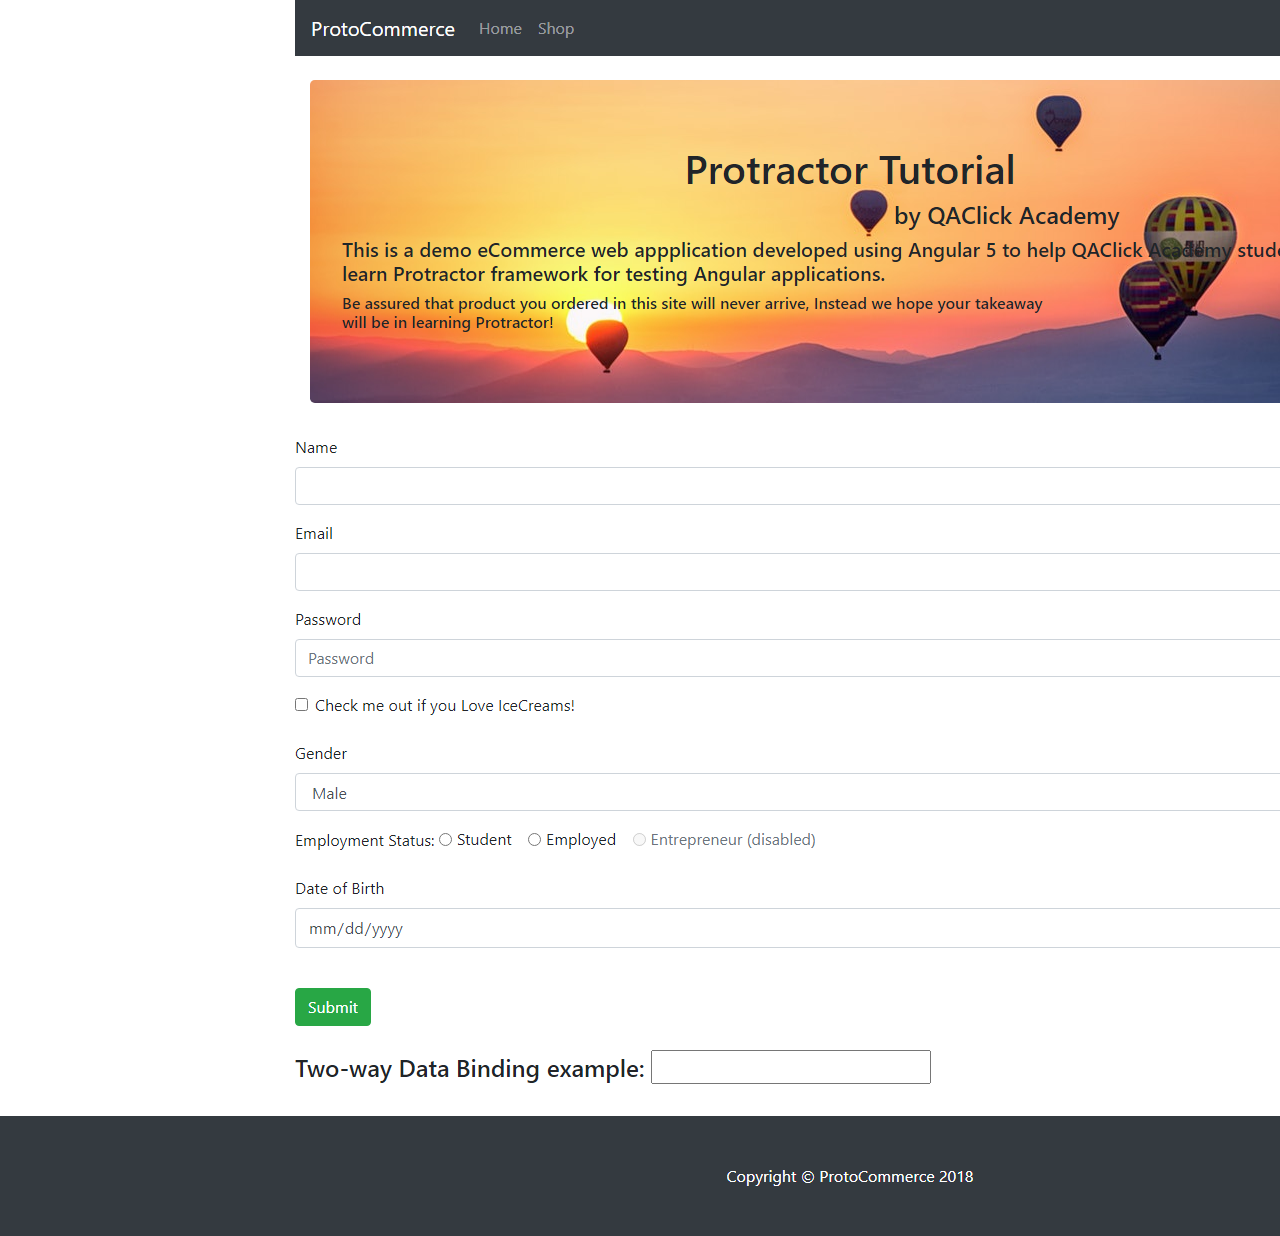 ProtoCommerce Home Shop
Protractor Tutorial
by QAClick Academy
This is a demo eCommerce web appplication developed using Angular 5 to help QAClick Academy
learn Protractor framework for testing Angular applications.
Be assured that product you ordered in this site will never arrive, Instead we hope your takeaway
will be in learning Protractor!
Name
Email
Password
Password
Check me out if you Love IceCreams!
Gender
Male
Employment Status: Student Employed Entrepreneur (disabled)
Date of Birth
mm/dd/yyyy
Submit
Two-way Data Binding example:
Copyright © ProtoCommerce 2018